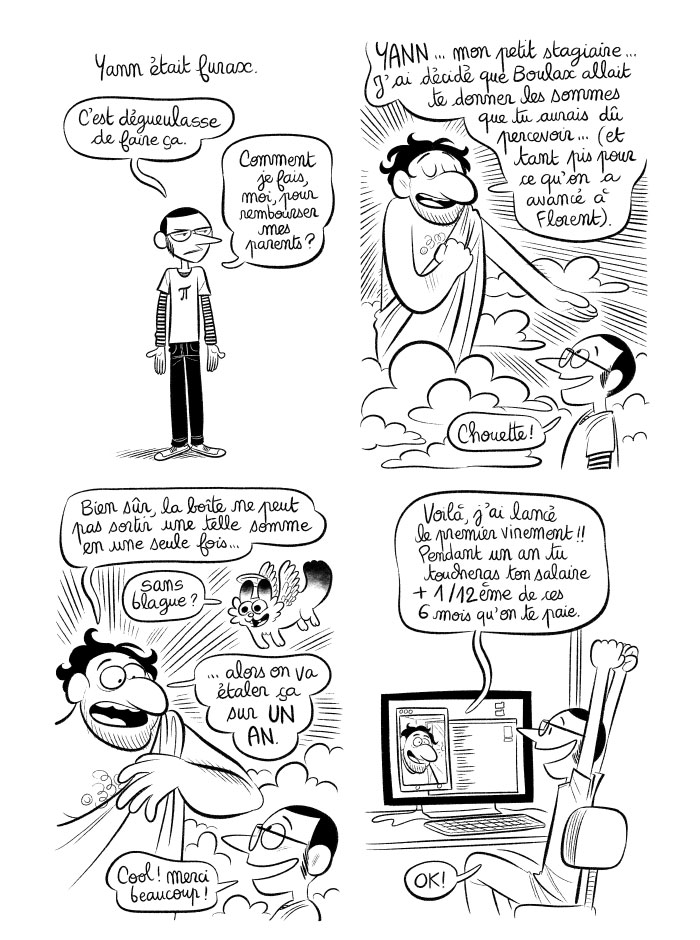 Yann était furax.
C'est dégueulasse
de faire ça.
Comment
je fais,
moi, pour
rembourser
mes
parents ?
π
YANN ... mon petit stagiaire ...
J'ai décidé que Boulax allait
te donner les sommes
que tu aurais dû
percevoir ... (et
tant pis pour
ce qu'on a
avancé à
Florent).
Chouette !
Bien sûr, la boîte ne peut
pas sortir une telle somme
en une seule fois ...
sans
blague ?
... alors on va
étaler ça
sur UN
AN.
Cool ! merci
beaucoup !
Voilà, j'ai lancé
le premier virement !!
Pendant un an tu
toucheras ton salaire
+ 1/12ème de ces
6 mois qu'on te paie.
OK !